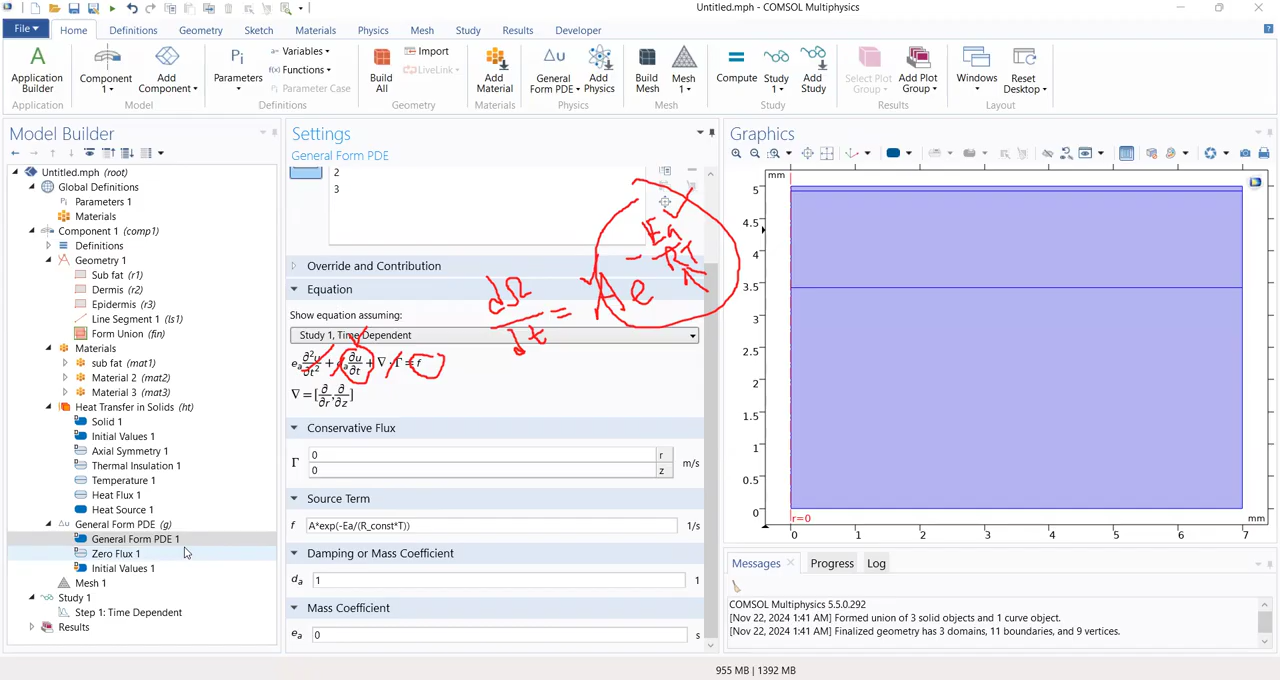 Untitled.mph - COMSOL Multiphysics
File Home Definitions Geometry Sketch Materials Physics Mesh Study Results Developer
Application Builder
Component 1
Add Component
Parameters
Variables
f(x) Functions
Parameter Case
Build All
Import
LiveLink
Add Material
General Form PDE
Add Physics
Build Mesh
Mesh 1
Compute
Study 1
Add Study
Select Plot Group
Add Plot Group
Windows
Reset Desktop
Application Model Definitions Geometry Materials Physics Mesh Study Results Layout
Model Builder
Untitled.mph (root)
Global Definitions
Parameters 1
Materials
Component 1 (comp1)
Definitions
Geometry 1
Sub fat (r1)
Dermis (r2)
Epidermis (r3)
Line Segment 1 (ls1)
Form Union (fin)
Materials
sub fat (mat1)
Material 2 (mat2)
Material 3 (mat3)
Heat Transfer in Solids (ht)
Solid 1
Initial Values 1
Axial Symmetry 1
Thermal Insulation 1
Temperature 1
Heat Flux 1
Heat Source 1
General Form PDE (g)
General Form PDE 1
Zero Flux 1
Initial Values 1
Mesh 1
Study 1
Step 1: Time Dependent
Results
Settings
General Form PDE
2
3
Override and Contribution
Equation
Show equation assuming:
Study 1, Time Dependent
e_a ∂²u/∂t² + d_a ∂u/∂t + ∇ · Γ = f
∇ = [∂/∂r, ∂/∂z]
dΩ/dt = A e^(-Ea/RT)
Conservative Flux
Γ 0 r m/s
0 z
Source Term
f A*exp(-Ea/(R_const*T)) 1/s
Damping or Mass Coefficient
d_a 1 1
Mass Coefficient
e_a 0 s
Graphics
mm
5
4.5
4
3.5
3
2.5
2
1.5
1
0.5
0
r=0
mm
0 1 2 3 4 5 6 7
Messages Progress Log
COMSOL Multiphysics 5.5.0.292
[Nov 22, 2024 1:41 AM] Formed union of 3 solid objects and 1 curve object.
[Nov 22, 2024 1:41 AM] Finalized geometry has 3 domains, 11 boundaries, and 9 vertices.
955 MB | 1392 MB